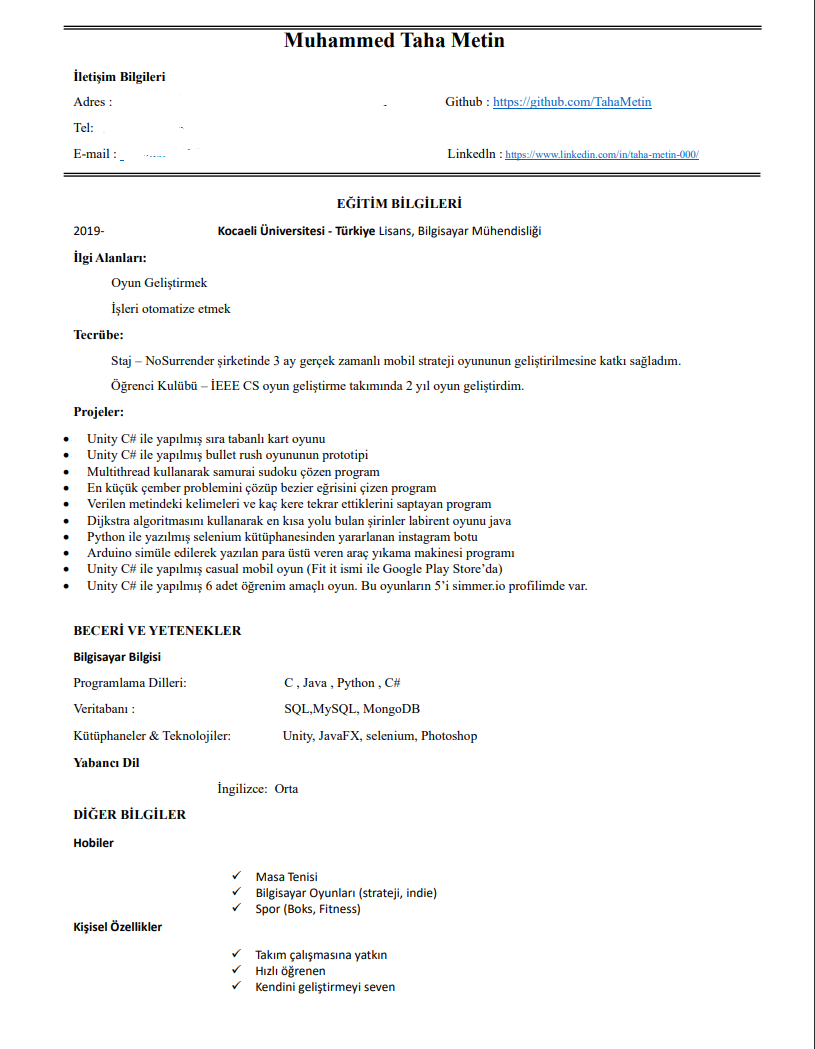 Muhammed Taha Metin
İletişim Bilgileri
Adres : Github : https://github.com/TahaMetin
Tel:
E-mail : Linkedln : https://www.linkedin.com/in/taha-metin-000/
EĞİTİM BİLGİLERİ
2019- Kocaeli Üniversitesi - Türkiye Lisans, Bilgisayar Mühendisliği
İlgi Alanları:
Oyun Geliştirmek
İşleri otomatize etmek
Tecrübe:
Staj – NoSurrender şirketinde 3 ay gerçek zamanlı mobil strateji oyununun geliştirilmesine katkı sağladım.
Öğrenci Kulübü – İEEE CS oyun geliştirme takımında 2 yıl oyun geliştirdim.
Projeler:
• Unity C# ile yapılmış sıra tabanlı kart oyunu
• Unity C# ile yapılmış bullet rush oyununun prototipi
• Multithread kullanarak samurai sudoku çözen program
• En küçük çember problemini çözüp bezier eğrisini çizen program
• Verilen metindeki kelimeleri ve kaç kere tekrar ettiklerini saptayan program
• Dijkstra algoritmasını kullanarak en kısa yolu bulan şirinler labirent oyunu java
• Python ile yazılmış selenium kütüphanesinden yararlanan instagram botu
• Arduino simüle edilerek yazılan para üstü veren araç yıkama makinesi programı
• Unity C# ile yapılmış casual mobil oyun (Fit it ismi ile Google Play Store’da)
• Unity C# ile yapılmış 6 adet öğrenim amaçlı oyun. Bu oyunların 5’i simmer.io profilimde var.
BECERİ VE YETENEKLER
Bilgisayar Bilgisi
Programlama Dilleri: C , Java , Python , C#
Veritabanı : SQL,MySQL, MongoDB
Kütüphaneler & Teknolojiler: Unity, JavaFX, selenium, Photoshop
Yabancı Dil
İngilizce: Orta
DİĞER BİLGİLER
Hobiler
✓ Masa Tenisi
✓ Bilgisayar Oyunları (strateji, indie)
✓ Spor (Boks, Fitness)
Kişisel Özellikler
✓ Takım çalışmasına yatkın
✓ Hızlı öğrenen
✓ Kendini geliştirmeyi seven